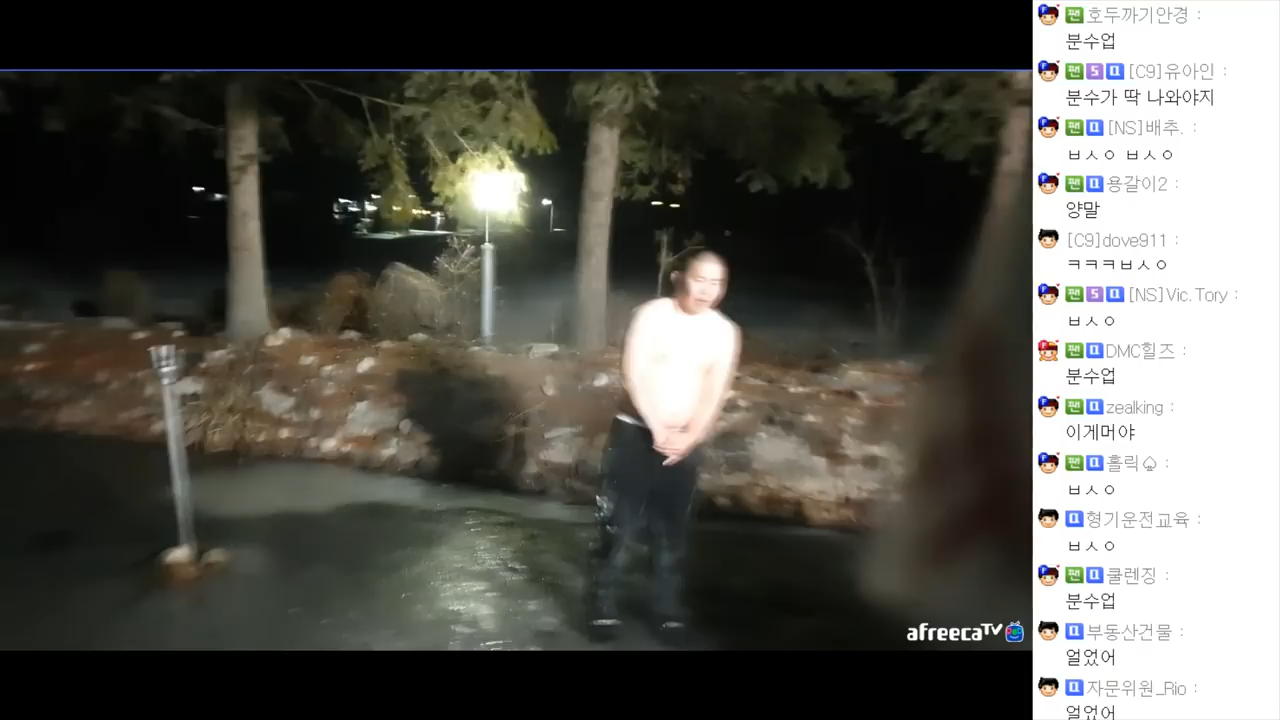 호두까기안경 :
분수업
[C9]유아인 :
분수가 딱 나와야지
[NS]배추. :
ㅂㅅㅇ ㅂㅅㅇ
용갈이2 :
양말
[C9]dove911 :
ㅋㅋㅋㅂㅅㅇ
[NS]Vic.Tory :
ㅂㅅㅇ
DMC힐즈 :
분수업
zealking :
이게머야
홀릭♤ :
ㅂㅅㅇ
형기운전교육 :
ㅂㅅㅇ
쿨렌징 :
분수업
부동산건물 :
얼었어
자문위원_Rio :
얼었어
afreecaTV